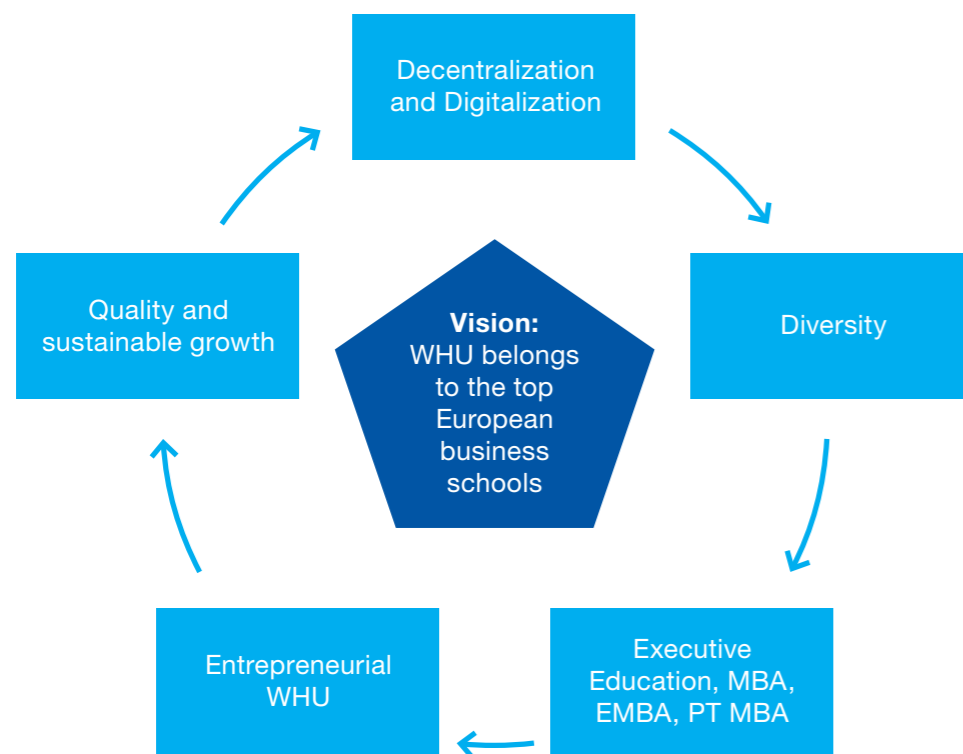 Decentralization
and Digitalization
Quality and
sustainable growth
Vision:
WHU belongs
to the top
European
business
schools
Diversity
Entrepreneurial
WHU
Executive
Education, MBA,
EMBA, PT MBA